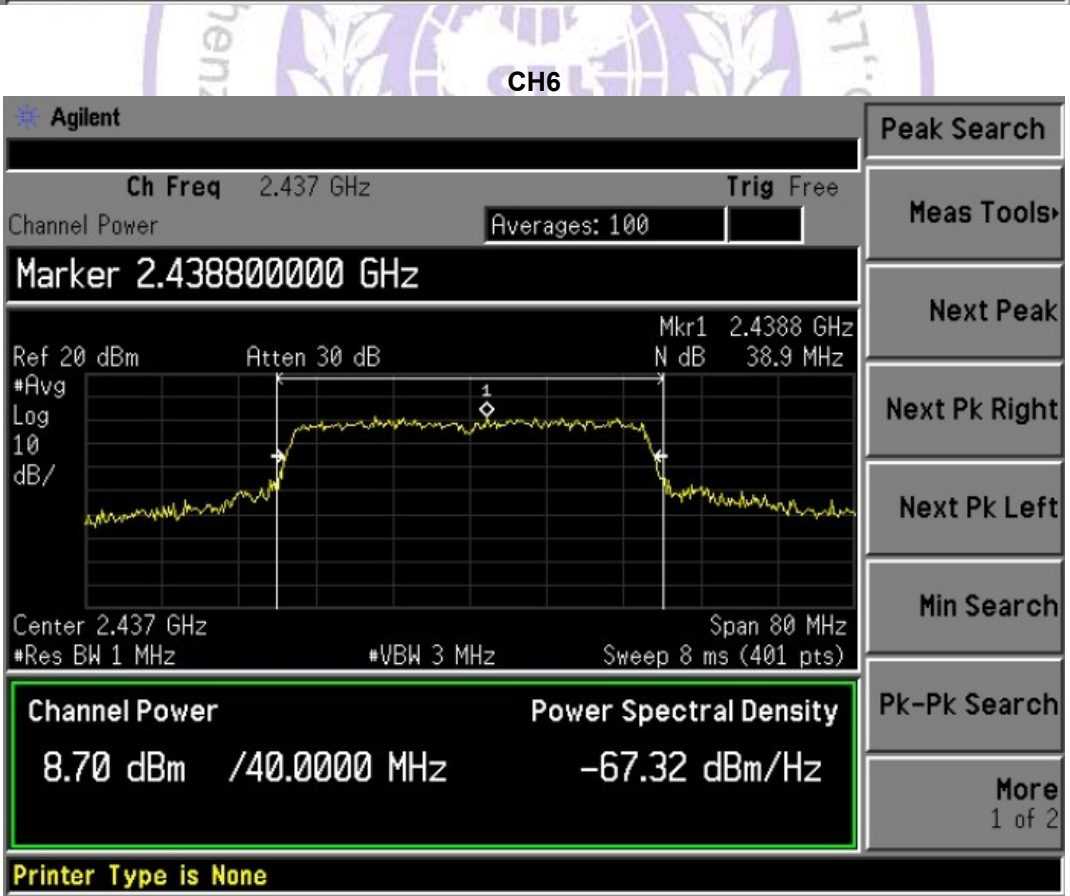 CH6
Agilent
Peak Search
Ch Freq 2.437 GHz Trig Free
Channel Power Averages: 100
Meas Tools
Marker 2.438800000 GHz
Next Peak
Mkr1 2.4388 GHz
Ref 20 dBm Atten 30 dB N dB 38.9 MHz
#Avg
Log
10
dB/
1
Next Pk Right
Next Pk Left
Min Search
Center 2.437 GHz Span 80 MHz
#Res BW 1 MHz #VBW 3 MHz Sweep 8 ms (401 pts)
Channel Power Power Spectral Density
8.70 dBm /40.0000 MHz -67.32 dBm/Hz
Pk-Pk Search
More
1 of 2
Printer Type is None